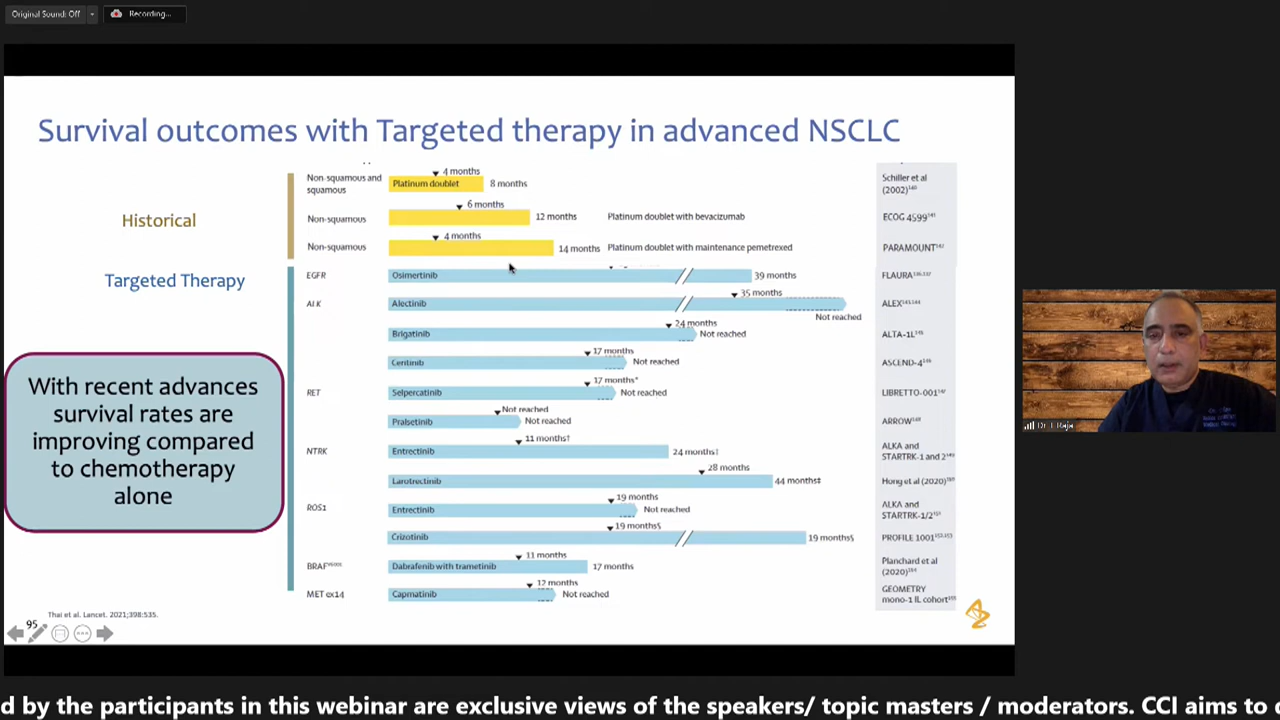 Original Sound: Off
Recording...
Survival outcomes with Targeted therapy in advanced NSCLC
Historical
Targeted Therapy
With recent advances
survival rates are
improving compared
to chemotherapy
alone
Non-squamous and
squamous
4 months
Platinum doublet
8 months
Schiller et al
(2002)
Non-squamous
6 months
12 months
Platinum doublet with bevacizumab
ECOG 4599
Non-squamous
4 months
14 months
Platinum doublet with maintenance pemetrexed
PARAMOUNT
EGFR
Osimertinib
39 months
FLAURA
ALK
Alectinib
35 months
Not reached
ALEX
Brigatinib
24 months
Not reached
ALTA-1L
Ceritinib
17 months
Not reached
ASCEND-4
RET
Selpercatinib
17 months*
Not reached
LIBRETTO-001
Pralsetinib
Not reached
Not reached
ARROW
NTRK
Entrectinib
11 months†
24 months†
ALKA and
STARTRK-1 and 2
Larotrectinib
28 months
44 months‡
Hong et al (2020)
ROS1
Entrectinib
19 months
Not reached
ALKA and
STARTRK-1/2
Crizotinib
19 months§
19 months§
PROFILE 1001
BRAF
Dabrafenib with trametinib
11 months
17 months
Planchard et al
(2020)
MET ex14
Capmatinib
12 months
Not reached
GEOMETRY
mono-1 IL cohort
Thai et al. Lancet. 2021;398:535.
95
Dr T Raja
d by the participants in this webinar are exclusive views of the speakers/ topic masters / moderators. CCI aims to